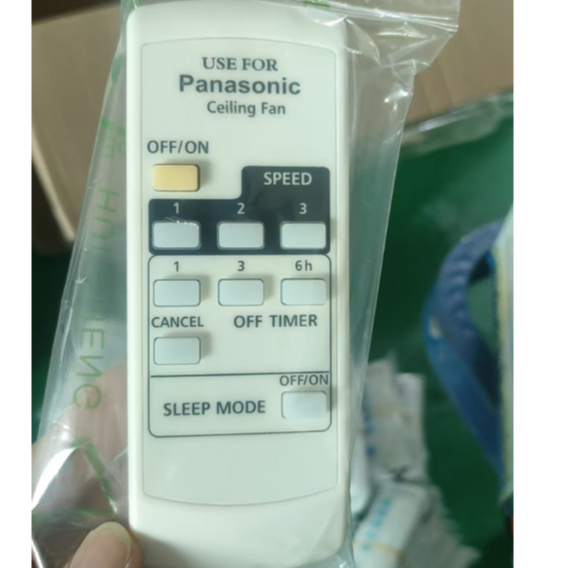 USE FOR
Panasonic
Ceiling Fan
OFF/ON
SPEED
1 2 3
1 3 6h
CANCEL OFF TIMER
OFF/ON
SLEEP MODE